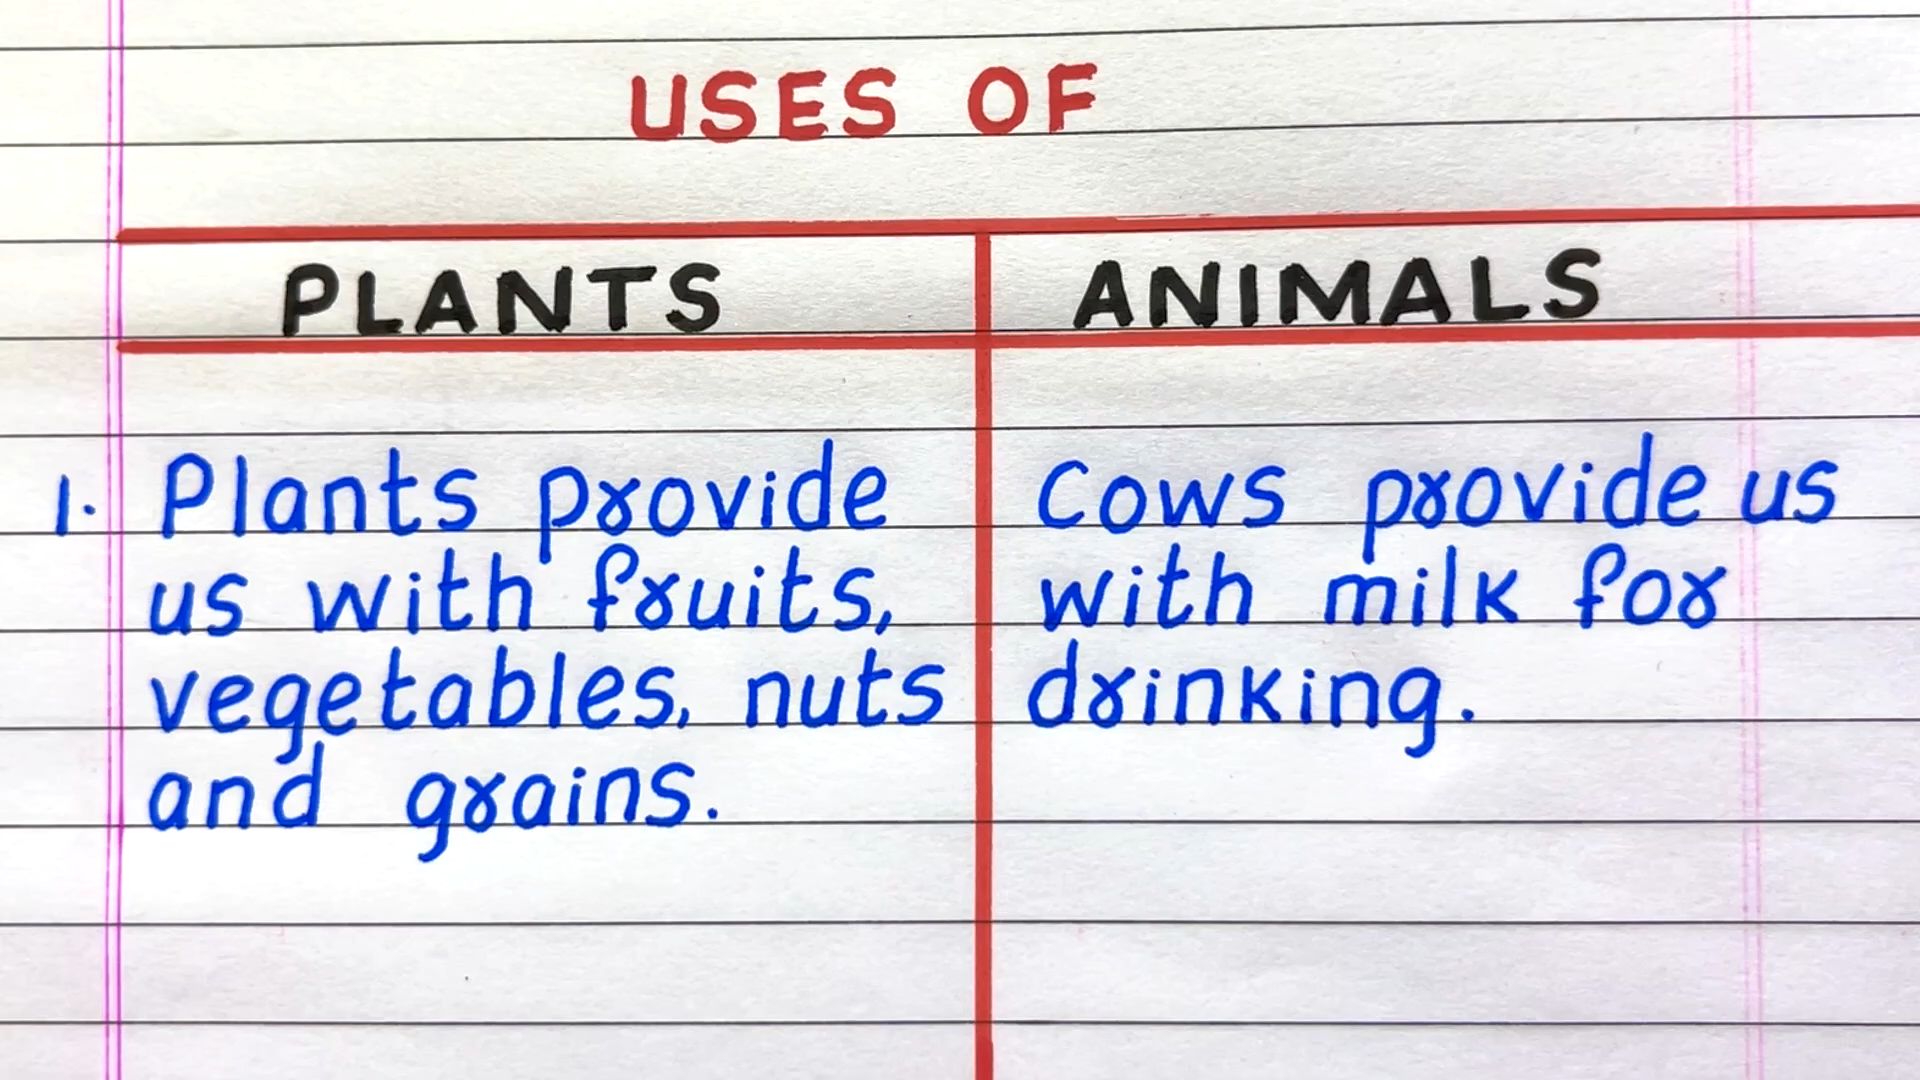 USES OF
PLANTS ANIMALS
1. Plants provide
us with fruits,
vegetables, nuts
and grains.
Cows provide us
with milk for
drinking.